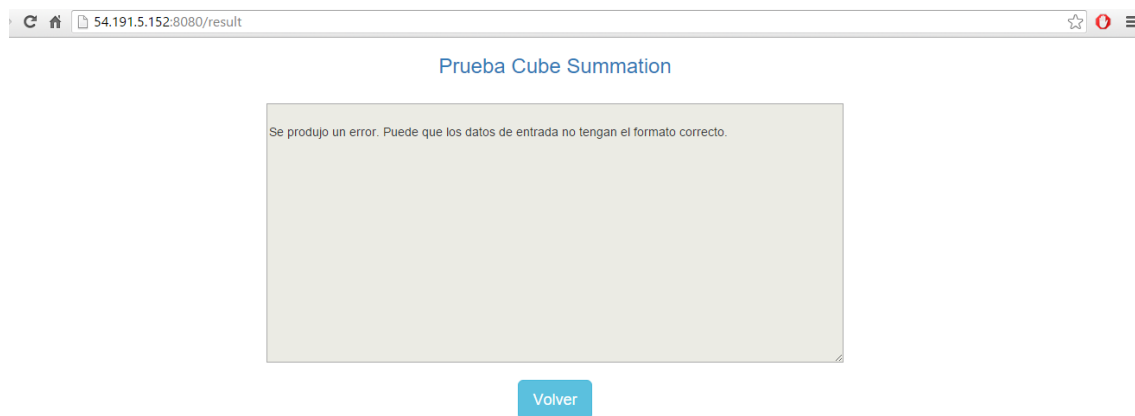 54.191.5.152:8080/result
Prueba Cube Summation
Se produjo un error. Puede que los datos de entrada no tengan el formato correcto.
Volver